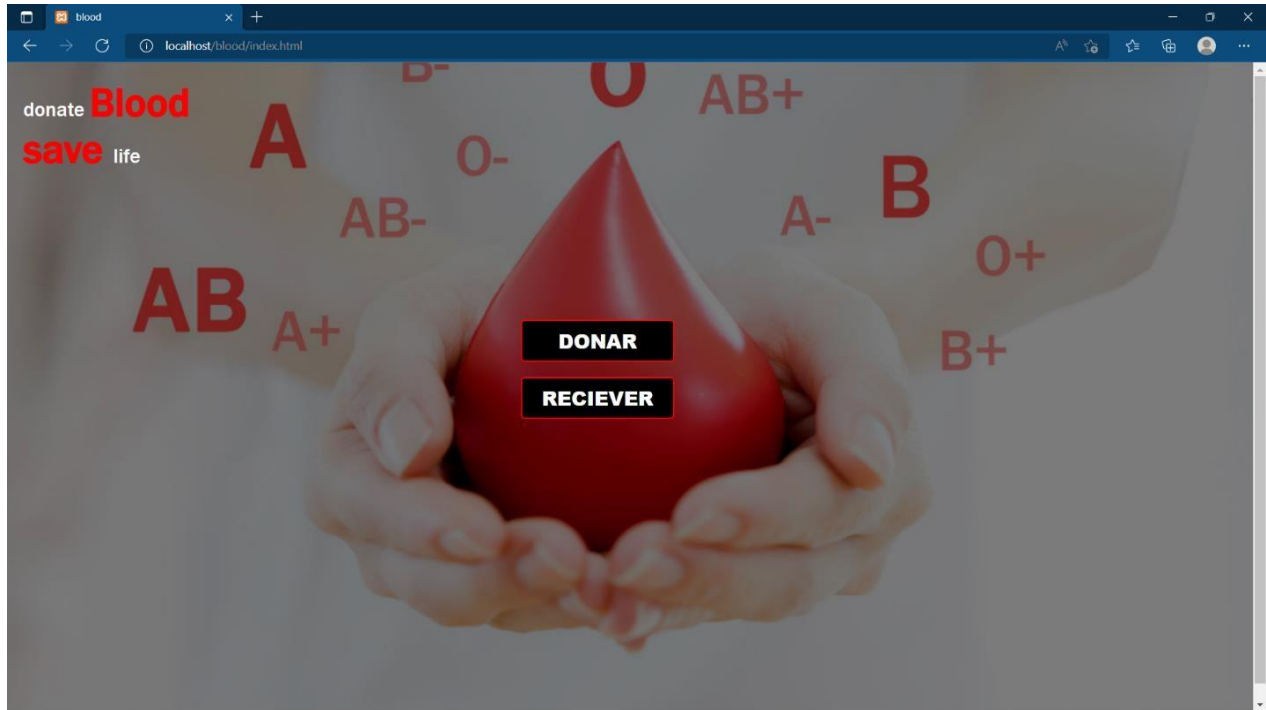 blood
localhost/blood/index.html
donate Blood
save life
B-
O
AB+
A
O-
B
AB-
A-
O+
AB
A+
B+
DONAR
RECIEVER